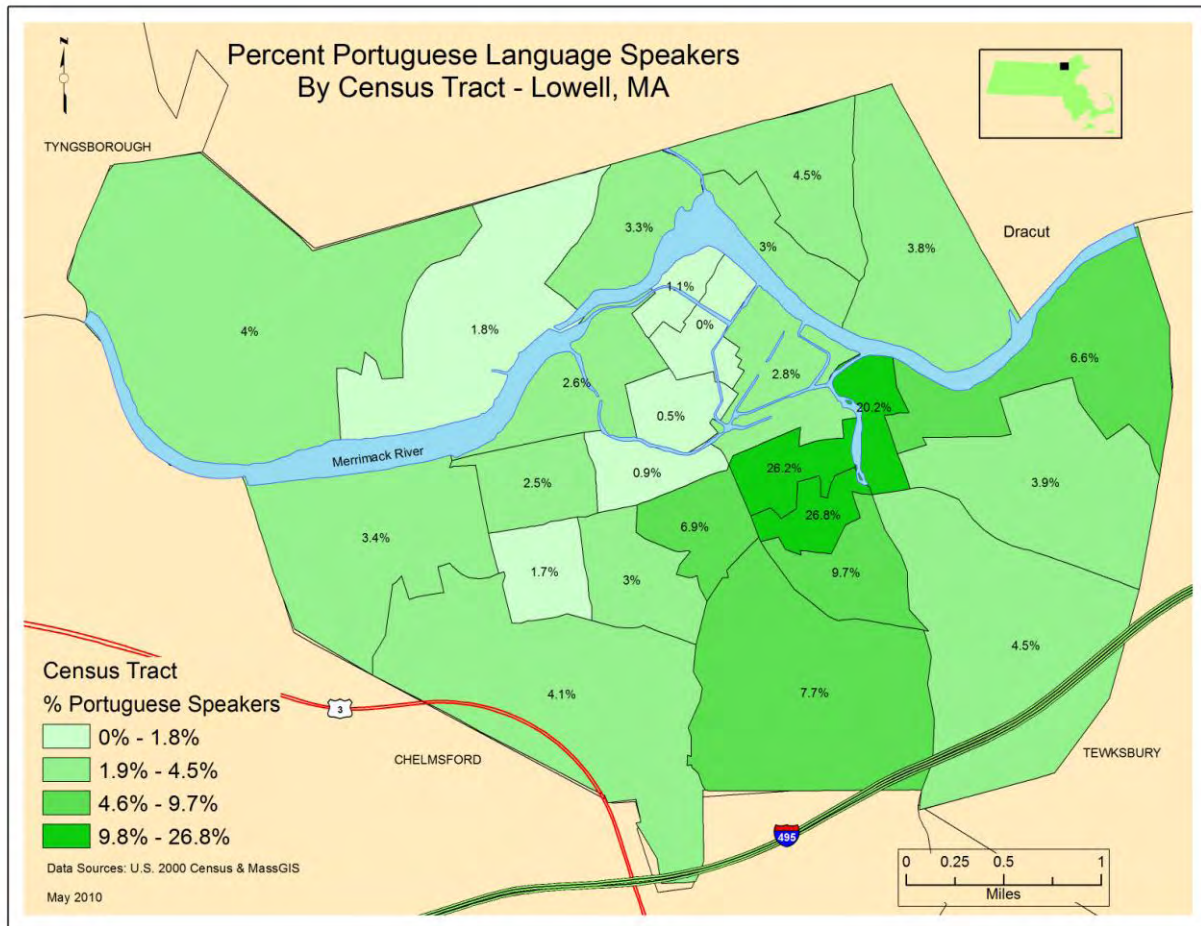 Percent Portuguese Language Speakers
By Census Tract - Lowell, MA
N
TYNGSBOROUGH
4.5%
3.3%
Dracut
3%
3.8%
1.1%
4%
1.8%
0%
6.6%
2.8%
2.6%
0.5%
20.2%
Merrimack River
0.9%
26.2%
2.5%
3.9%
26.8%
6.9%
3.4%
1.7%
3%
9.7%
4.5%
4.1%
7.7%
3
CHELMSFORD
TEWKSBURY
495
Census Tract
% Portuguese Speakers
0% - 1.8%
1.9% - 4.5%
4.6% - 9.7%
9.8% - 26.8%
Data Sources: U.S. 2000 Census & MassGIS
May 2010
0 0.25 0.5 1
Miles